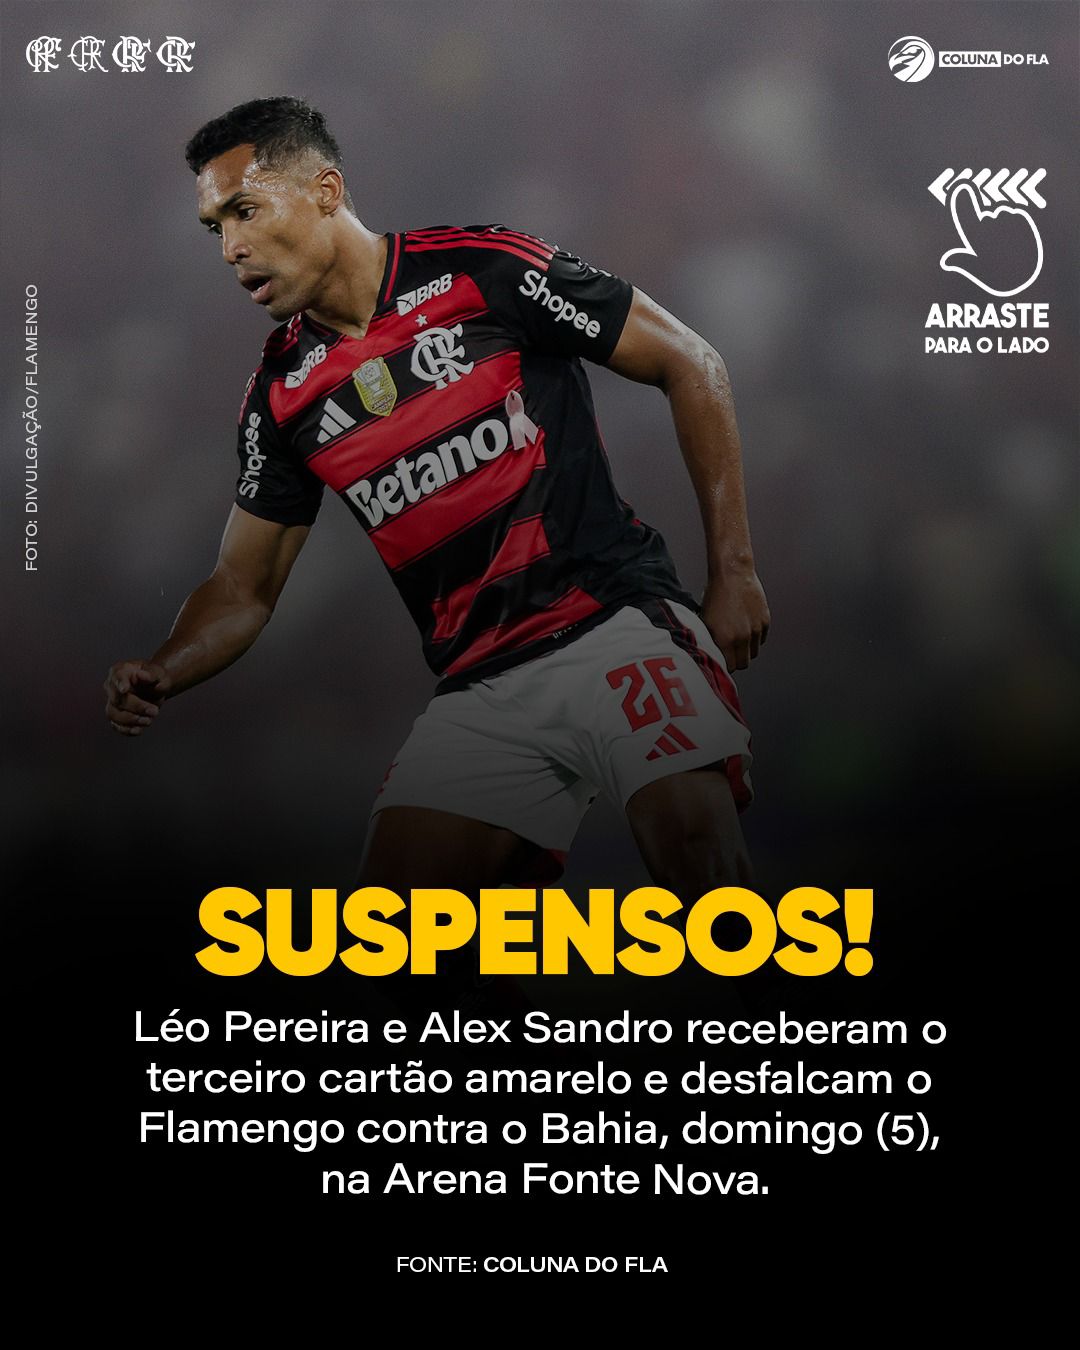 COLUNA DO FLA
ARRASTE
PARA O LADO
FOTO: DIVULGAÇÃO/FLAMENGO
BRB
Shopee
BRB
Shopee
Betano
26
SUSPENSOS!
Léo Pereira e Alex Sandro receberam o
terceiro cartão amarelo e desfalcam o
Flamengo contra o Bahia, domingo (5),
na Arena Fonte Nova.
FONTE: COLUNA DO FLA